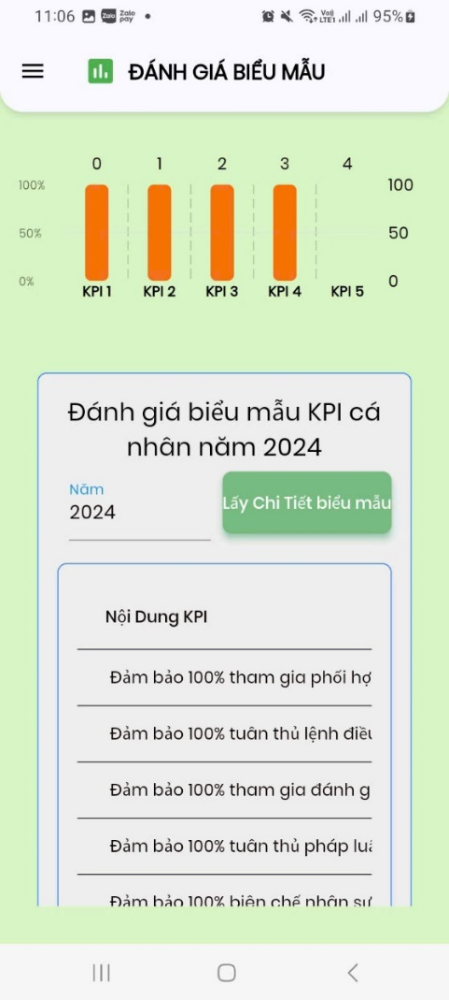 11:06 Zalo Zalo pay Vo) LTE1 95%
ĐÁNH GIÁ BIỂU MẪU
0 1 2 3 4
100% 100
50% 50
0% 0
KPI 1 KPI 2 KPI 3 KPI 4 KPI 5
Đánh giá biểu mẫu KPI cá
nhân năm 2024
Năm
2024
Lấy Chi Tiết biểu mẫu
Nội Dung KPI
Đảm bảo 100% tham gia phối hợ
Đảm bảo 100% tuân thủ lệnh điều
Đảm bảo 100% tham gia đánh g
Đảm bảo 100% tuân thủ pháp luậ
Đảm bảo 100% biên chế nhân sự